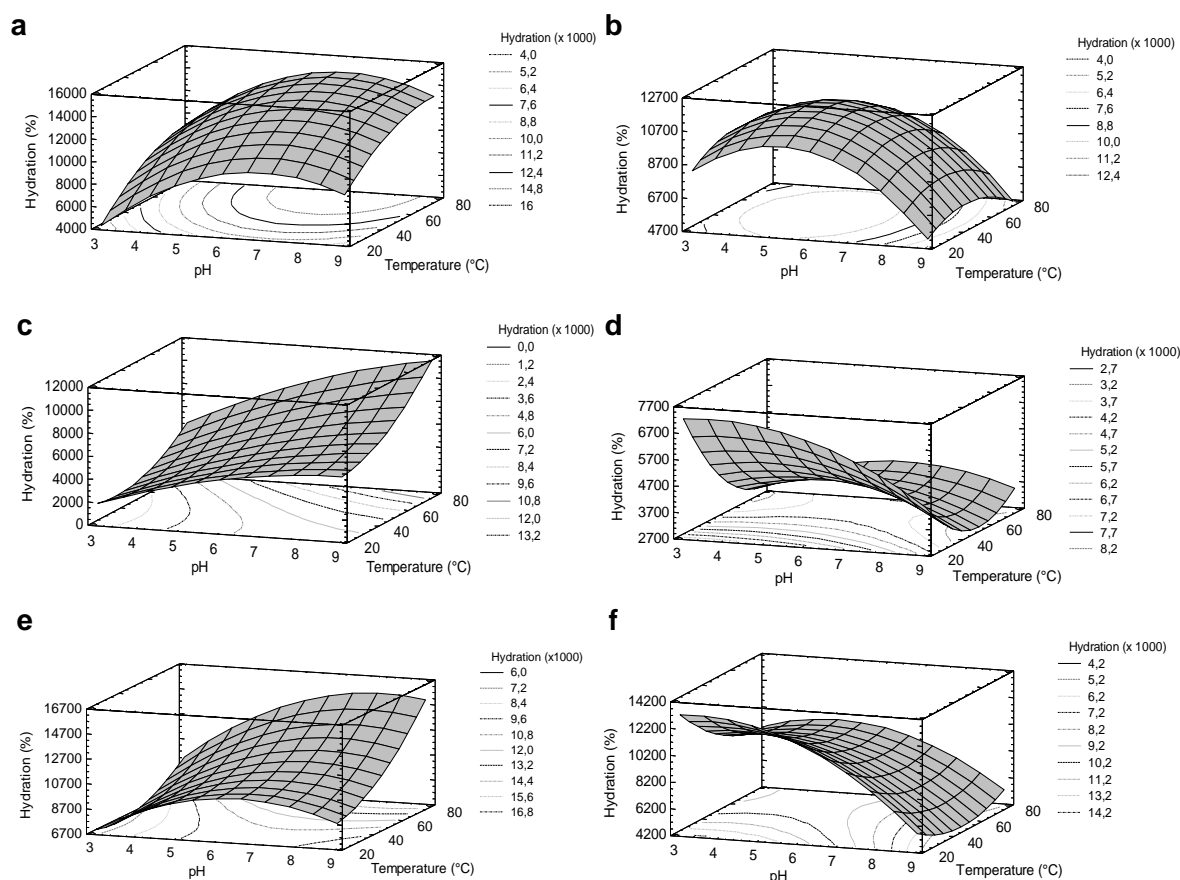 a
Hydration (x 1000)
4,0
5,2
6,4
7,6
8,8
10,0
11,2
12,4
14,8
16
Hydration (%)
16000
14000
12000
10000
8000
6000
4000
3 4 5 6 7 8 9
pH
20 40 60 80
Temperature (°C)
b
Hydration (x 1000)
4,0
5,2
6,4
7,6
8,8
10,0
11,2
12,4
Hydration (%)
12700
10700
8700
6700
4700
3 4 5 6 7 8 9
pH
20 40 60 80
Temperature (°C)
c
Hydration (x 1000)
0,0
1,2
2,4
3,6
4,8
6,0
7,2
8,4
9,6
10,8
12,0
13,2
Hydration (%)
12000
10000
8000
6000
4000
2000
0
3 4 5 6 7 8 9
pH
20 40 60 80
Temperature (°C)
d
Hydration (x 1000)
2,7
3,2
3,7
4,2
4,7
5,2
5,7
6,2
6,7
7,2
7,7
8,2
Hydration (%)
7700
6700
5700
4700
3700
2700
3 4 5 6 7 8 9
pH
20 40 60 80
Temperature (°C)
e
Hydration (x1000)
6,0
7,2
8,4
9,6
10,8
12,0
13,2
14,4
15,6
16,8
Hydration (%)
16700
14700
12700
10700
8700
6700
3 4 5 6 7 8 9
pH
20 40 60 80
Temperature (°C)
f
Hydration (x 1000)
4,2
5,2
6,2
7,2
8,2
9,2
10,2
11,2
13,2
14,2
Hydration (%)
14200
12200
10200
8200
6200
4200
3 4 5 6 7 8 9
pH
20 40 60 80
Temperature (°C)